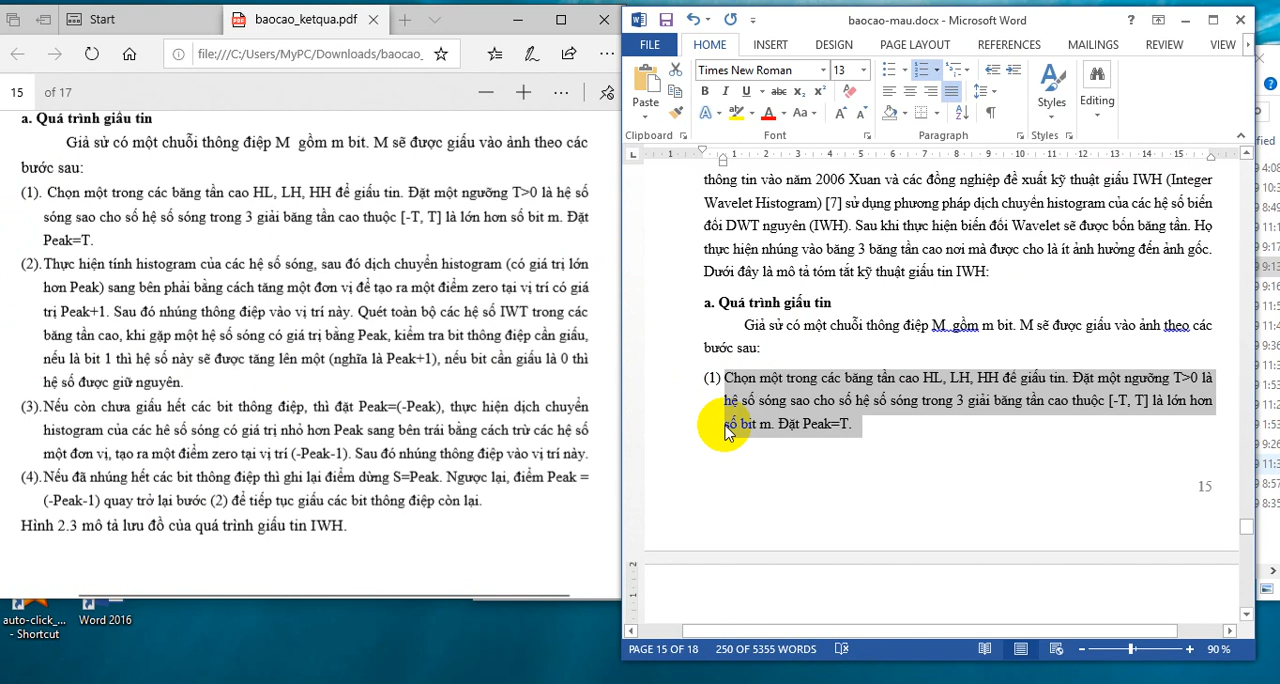 Start
baocao_ketqua.pdf
file:///C:/Users/MyPC/Downloads/baocao_
15 of 17
a. Quá trình giấu tin
Giả sử có một chuỗi thông điệp M gồm m bit. M sẽ được giấu vào ảnh theo các
bước sau:
(1). Chọn một trong các băng tần cao HL, LH, HH để giấu tin. Đặt một ngưỡng T>0 là hệ số
sóng sao cho số hệ số sóng trong 3 giải băng tần cao thuộc [-T, T] là lớn hơn số bit m. Đặt
Peak=T.
(2). Thực hiện tính histogram của các hệ số sóng, sau đó dịch chuyển histogram (có giá trị lớn
hơn Peak) sang bên phải bằng cách tăng một đơn vị để tạo ra một điểm zero tại vị trí có giá
trị Peak+1. Sau đó nhúng thông điệp vào vị trí này. Quét toàn bộ các hệ số IWT trong các
băng tần cao, khi gặp một hệ số sóng có giá trị bằng Peak, kiểm tra bit thông điệp cần giấu,
nếu là bit 1 thì hệ số này sẽ được tăng lên một (nghĩa là Peak+1), nếu bit cần giấu là 0 thì
hệ số được giữ nguyên.
(3). Nếu còn chưa giấu hết các bit thông điệp, thì đặt Peak=(-Peak), thực hiện dịch chuyển
histogram của các hệ số sóng có giá trị nhỏ hơn Peak sang bên trái bằng cách trừ các hệ số
một đơn vị, tạo ra một điểm zero tại vị trí (-Peak-1). Sau đó nhúng thông điệp vào vị trí này.
(4). Nếu đã nhúng hết các bit thông điệp thì ghi lại điểm dừng S=Peak. Ngược lại, điểm Peak =
(-Peak-1) quay trở lại bước (2) để tiếp tục giấu các bit thông điệp còn lại.
Hình 2.3 mô tả lưu đồ của quá trình giấu tin IWH.
auto-click_...
- Shortcut
Word 2016
baocao-mau.docx - Microsoft Word
FILE HOME INSERT DESIGN PAGE LAYOUT REFERENCES MAILINGS REVIEW VIEW
Times New Roman 13
Paste
Styles
Editing
Clipboard Font Paragraph Styles
1 1 2 3 4 5 6 7 8 9 10 11 12 13 14 15
thông tin vào năm 2006 Xuan và các đồng nghiệp đề xuất kỹ thuật giấu IWH (Integer
Wavelet Histogram) [7] sử dụng phương pháp dịch chuyển histogram của các hệ số biến
đổi DWT nguyên (IWH). Sau khi thực hiện biến đổi Wavelet sẽ được bốn băng tần. Họ
thực hiện nhúng vào băng 3 băng tần cao nơi mà được cho là ít ảnh hưởng đến ảnh gốc.
Dưới đây là mô tả tóm tắt kỹ thuật giấu tin IWH:
a. Quá trình giấu tin
Giả sử có một chuỗi thông điệp M gồm m bit. M sẽ được giấu vào ảnh theo các
bước sau:
(1) Chọn một trong các băng tần cao HL, LH, HH để giấu tin. Đặt một ngưỡng T>0 là
hệ số sóng sao cho số hệ số sóng trong 3 giải băng tần cao thuộc [-T, T] là lớn hơn
số bit m. Đặt Peak=T.
15
PAGE 15 OF 18 250 OF 5355 WORDS 90 %